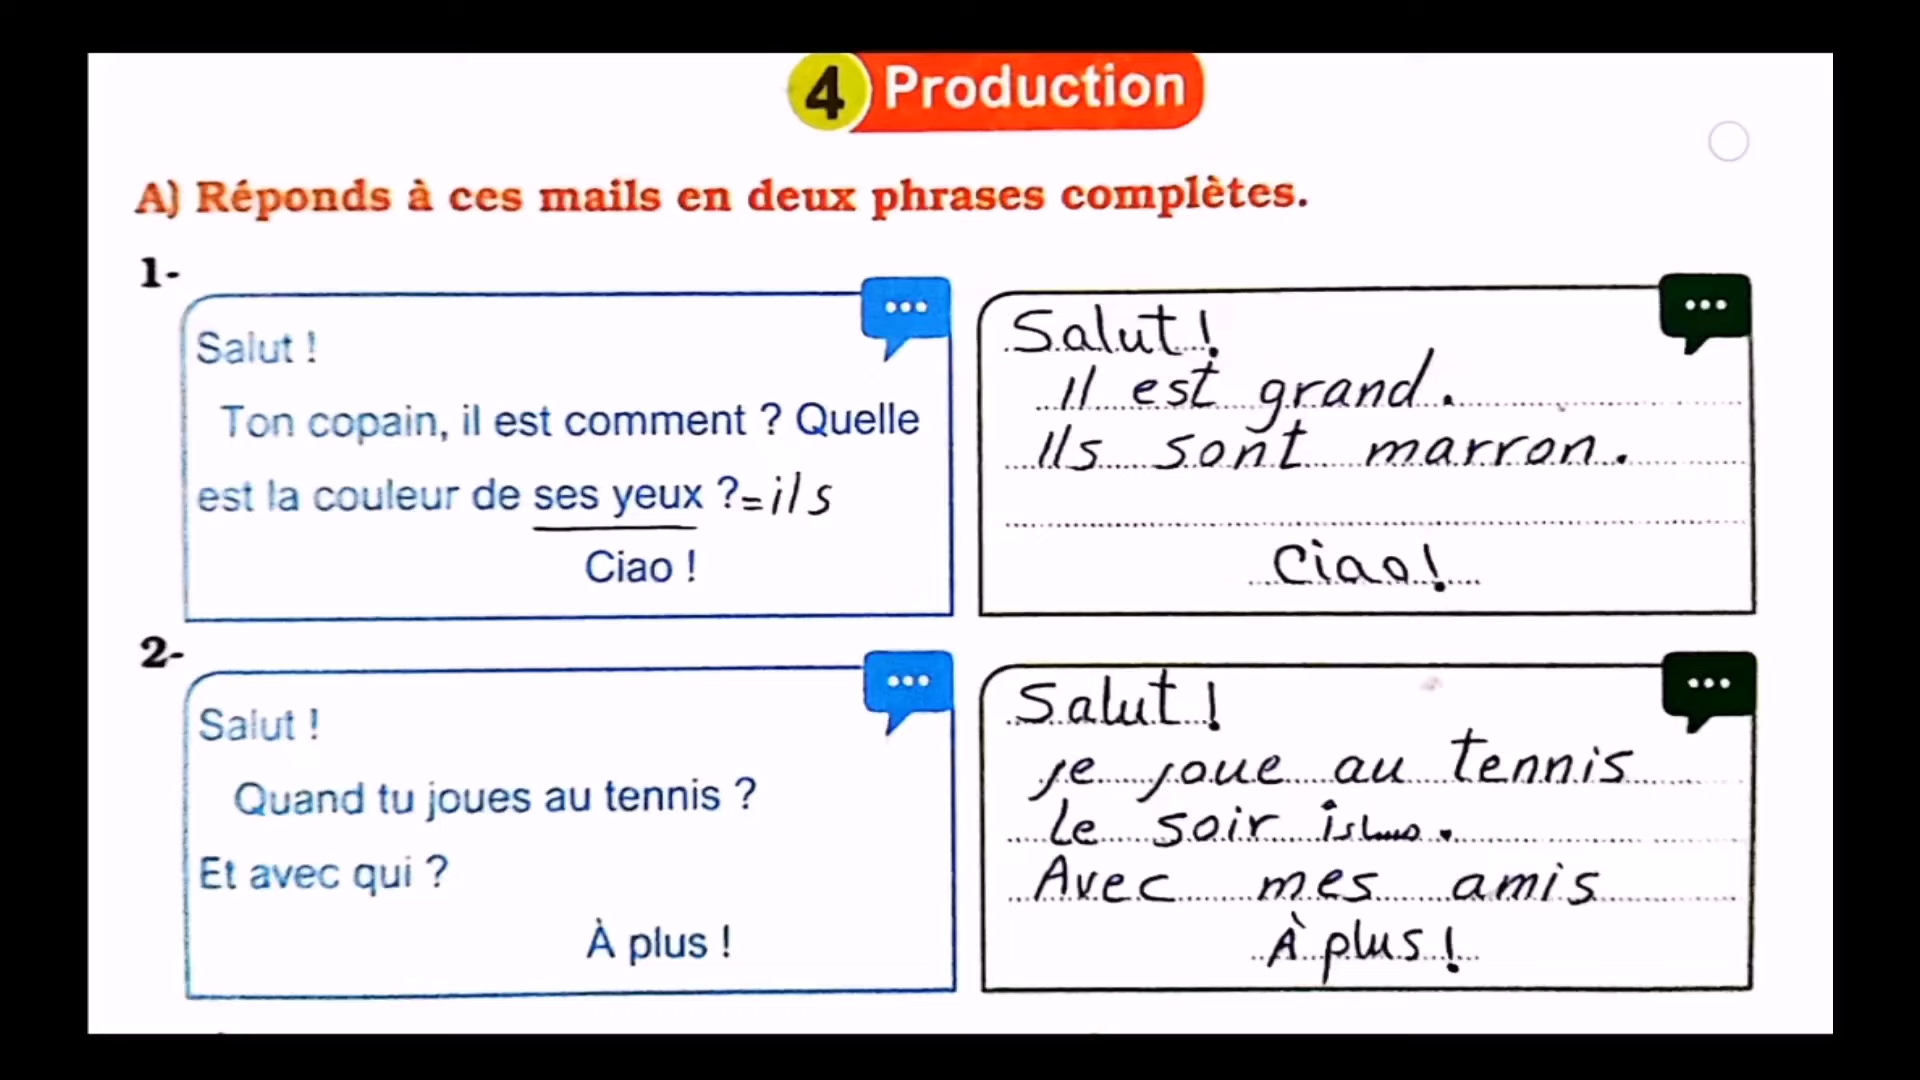 4 Production
A) Réponds à ces mails en deux phrases complètes.
1-
Salut !
Ton copain, il est comment ? Quelle
est la couleur de ses yeux ?=ils
Ciao !
Salut!
Il est grand.
Ils sont marron.
Ciao!
2-
Salut !
Quand tu joues au tennis ?
Et avec qui ?
À plus !
Salut !
je joue au tennis
Le soir مساءً.
Avec mes amis
À plus !